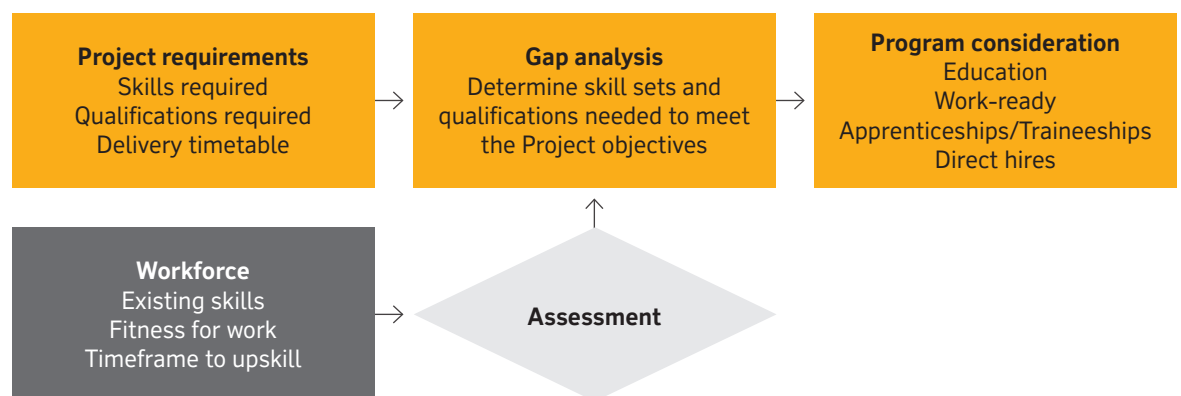 Project requirements
Skills required
Qualifications required
Delivery timetable
Gap analysis
Determine skill sets and
qualifications needed to meet
the Project objectives
Program consideration
Education
Work-ready
Apprenticeships/Traineeships
Direct hires
Workforce
Existing skills
Fitness for work
Timeframe to upskill
Assessment